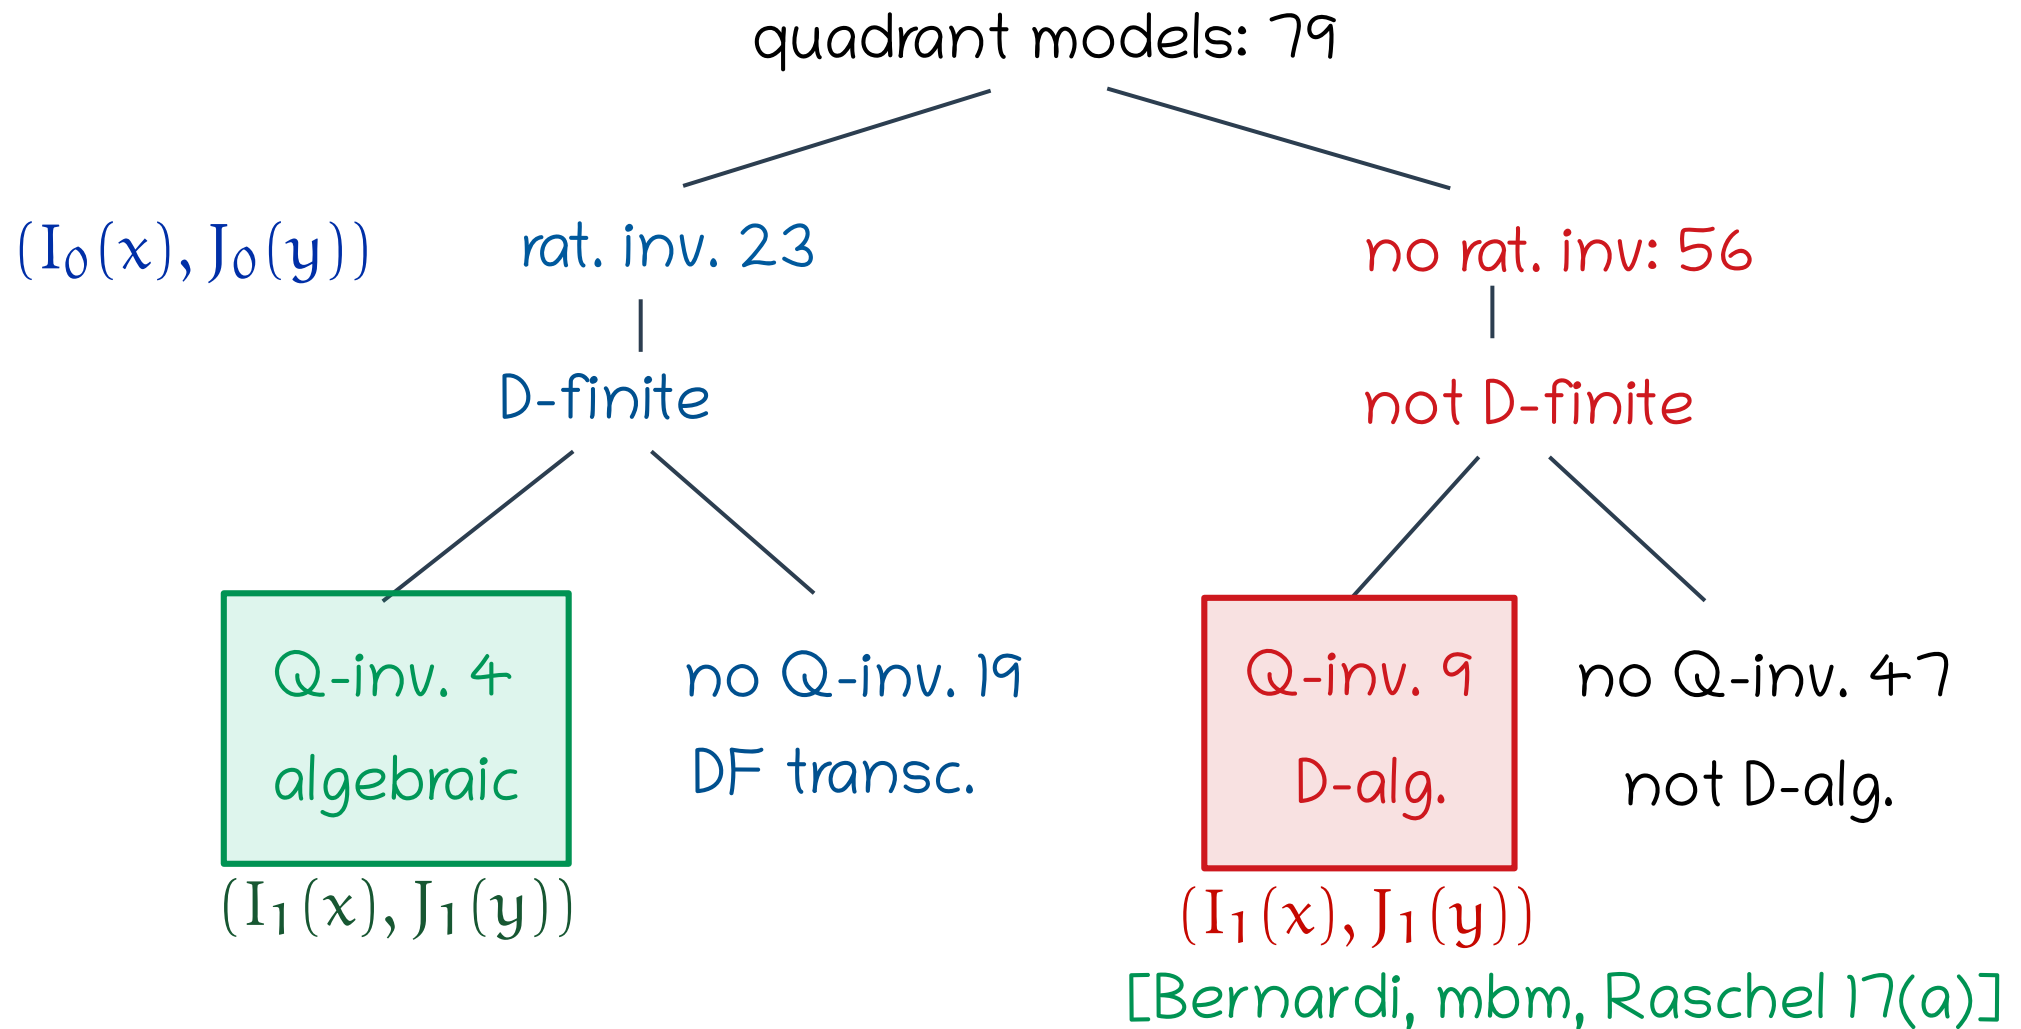 quadrant models: 79
(I₀(x), J₀(y))
rat. inv. 23
no rat. inv: 56
D-finite
not D-finite
Q-inv. 4
algebraic
no Q-inv. 19
DF transc.
Q-inv. 9
D-alg.
no Q-inv. 47
not D-alg.
(I₁(x), J₁(y))
(I₁(x), J₁(y))
[Bernardi, mbm, Raschel 17(a)]